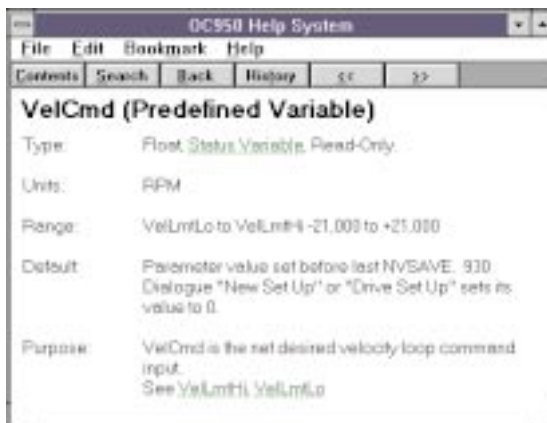 OC950 Help System
File Edit Bookmark Help
Contents Search Back History << >>
VelCmd (Predefined Variable)
Type: Float, Status Variable, Read-Only.
Units: RPM
Range: VelLmtLo to VelLmtHi -21,000 to +21,000
Default: Parameter value set before last NVSAVE. 930
Dialogue "New Set Up" or "Drive Set Up" sets its
value to 0.
Purpose: VelCmd is the net desired velocity loop command
input.
See VelLmtHi, VelLmtLo